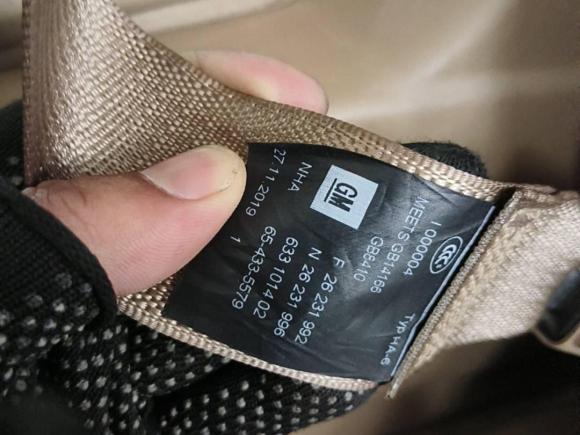 TYP HA-6
CCC
I 000004
MEETS GB14166
GB8410
GM
F 26 231 992
N 26 231 996
633 1014 02
65-433-5579
1
NHA
27.11.2019